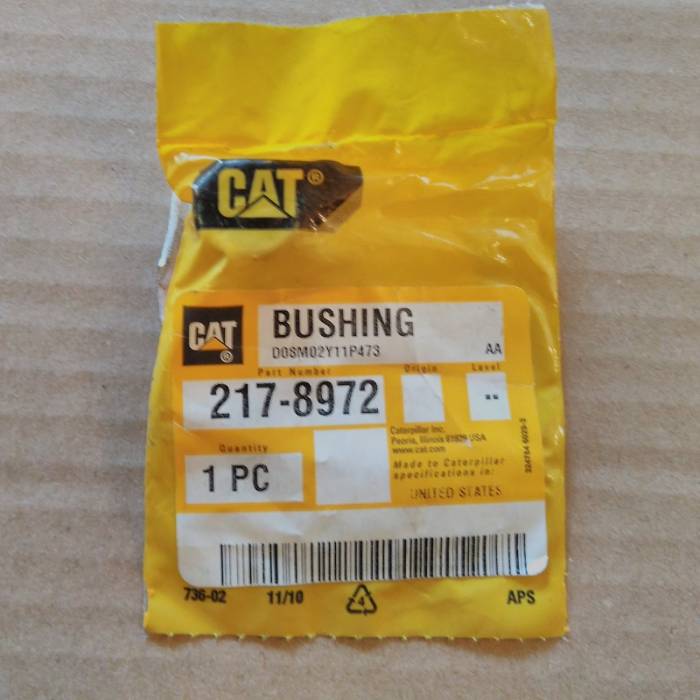 CAT®
CAT®
BUSHING
D08M02Y11P473
AA
Part Number
Origin
Level
217-8972
--
Caterpillar Inc.
Peoria, Illinois 61629 USA
www.cat.com
Quantity
1 PC
Made to Caterpillar
specifications in:
UNITED STATES
736-02
11/10
4
APS